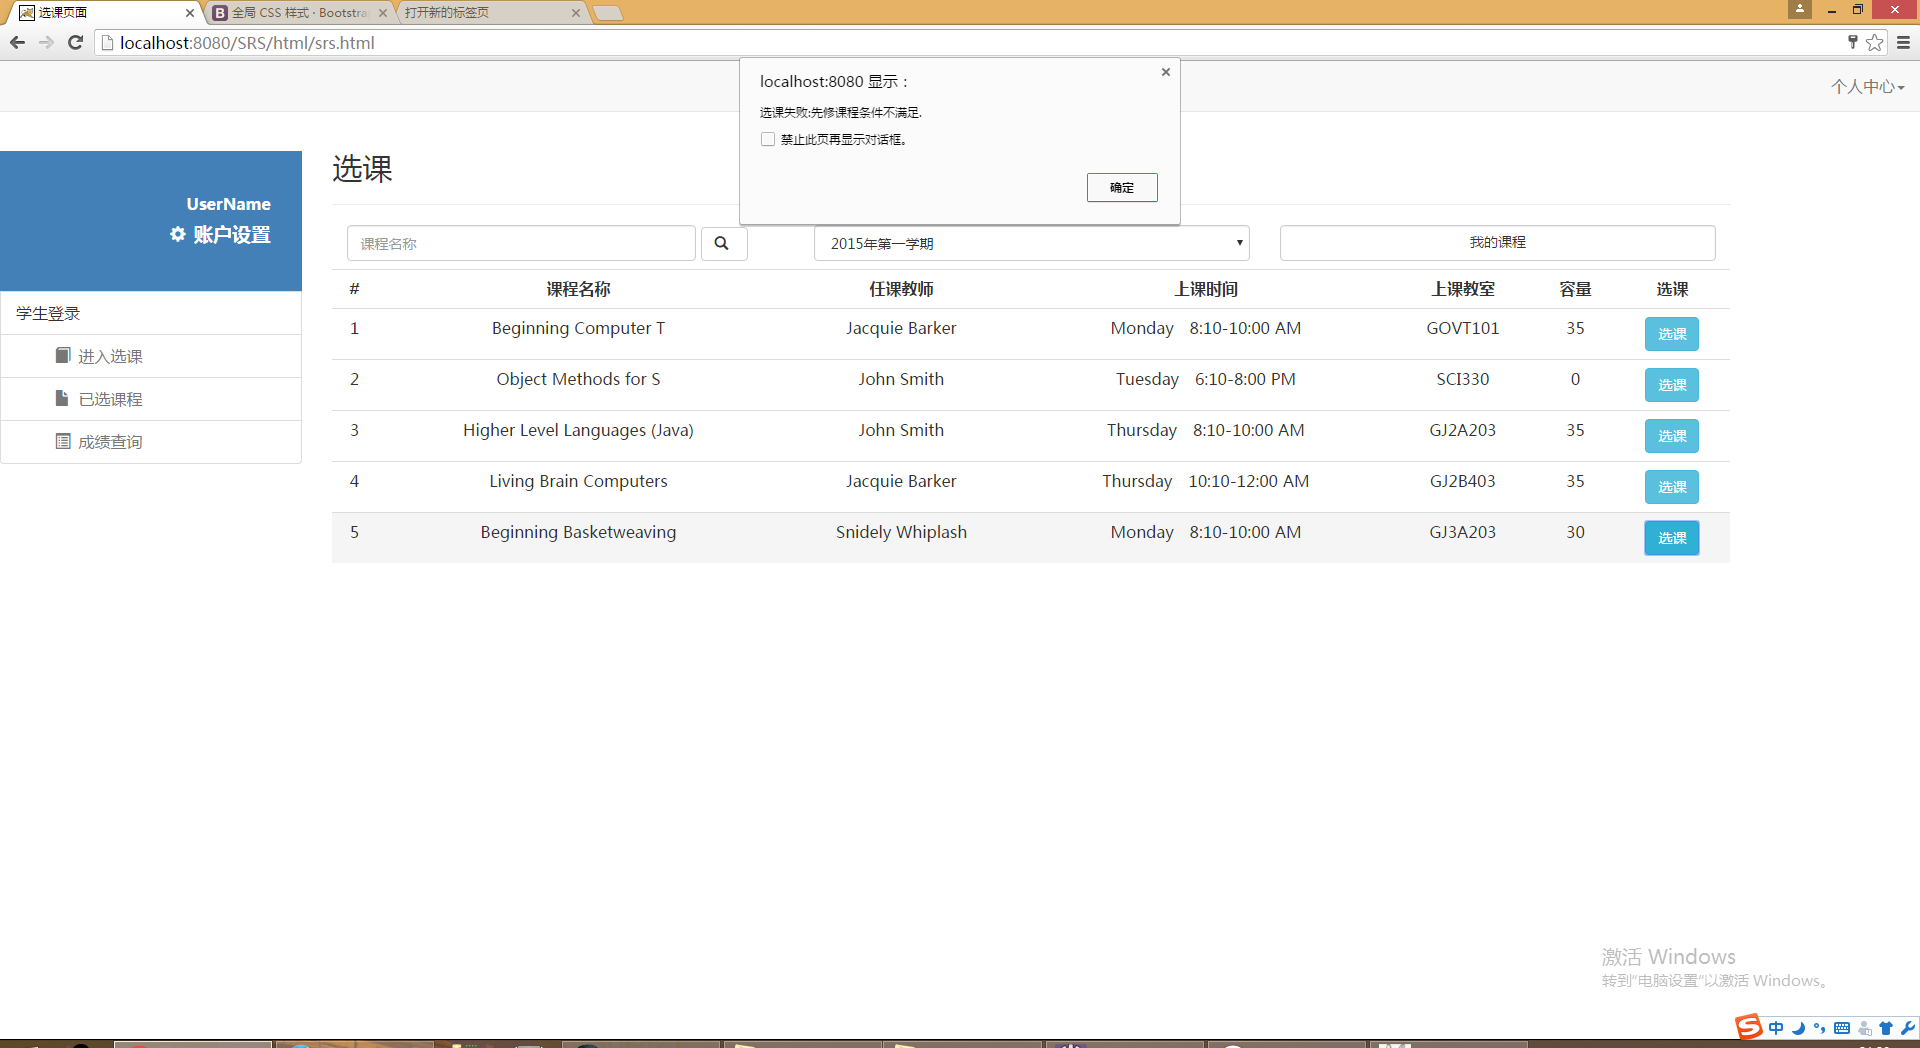 选课页面
全局 CSS 样式 · Bootstra
打开新的标签页
localhost:8080/SRS/html/srs.html
个人中心
localhost:8080 显示：
选课失败:先修课程条件不满足.
禁止此页再显示对话框。
确定
UserName
账户设置
学生登录
进入选课
已选课程
成绩查询
选课
课程名称
2015年第一学期
我的课程
# 课程名称 任课教师 上课时间 上课教室 容量 选课
1 Beginning Computer T Jacquie Barker Monday 8:10-10:00 AM GOVT101 35 选课
2 Object Methods for S John Smith Tuesday 6:10-8:00 PM SCI330 0 选课
3 Higher Level Languages (Java) John Smith Thursday 8:10-10:00 AM GJ2A203 35 选课
4 Living Brain Computers Jacquie Barker Thursday 10:10-12:00 AM GJ2B403 35 选课
5 Beginning Basketweaving Snidely Whiplash Monday 8:10-10:00 AM GJ3A203 30 选课
激活 Windows
转到"电脑设置"以激活 Windows。
中